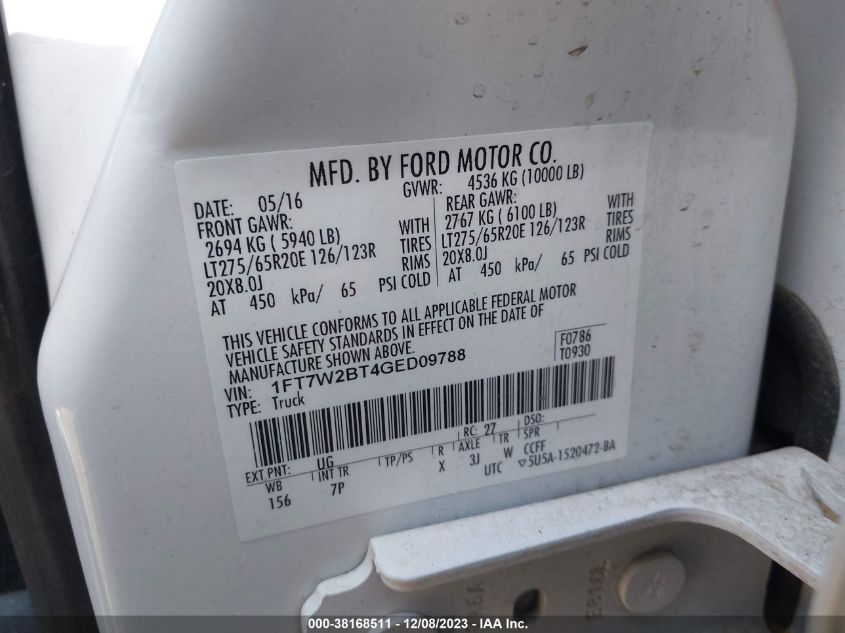 MFD. BY FORD MOTOR CO.
DATE: 05/16 GVWR: 4536 KG (10000 LB)
FRONT GAWR: REAR GAWR:
2694 KG ( 5940 LB) WITH 2767 KG ( 6100 LB) WITH
LT275/65R20E 126/123R TIRES LT275/65R20E 126/123R TIRES
20X8.0J RIMS 20X8.0J RIMS
AT 450 kPa/ 65 PSI COLD AT 450 kPa/ 65 PSI COLD
THIS VEHICLE CONFORMS TO ALL APPLICABLE FEDERAL MOTOR
VEHICLE SAFETY STANDARDS IN EFFECT ON THE DATE OF
MANUFACTURE SHOWN ABOVE.
F0786
VIN: 1FT7W2BT4GED09788 T0930
TYPE: Truck
RC: 27 DSO:
EXT PNT: UG
WB INT TR TP/PS R AXLE TR SPR
156 7P X 3J W CCFF
UTC ▽5U5A-1520472-BA
000-38168511 - 12/08/2023 - IAA Inc.